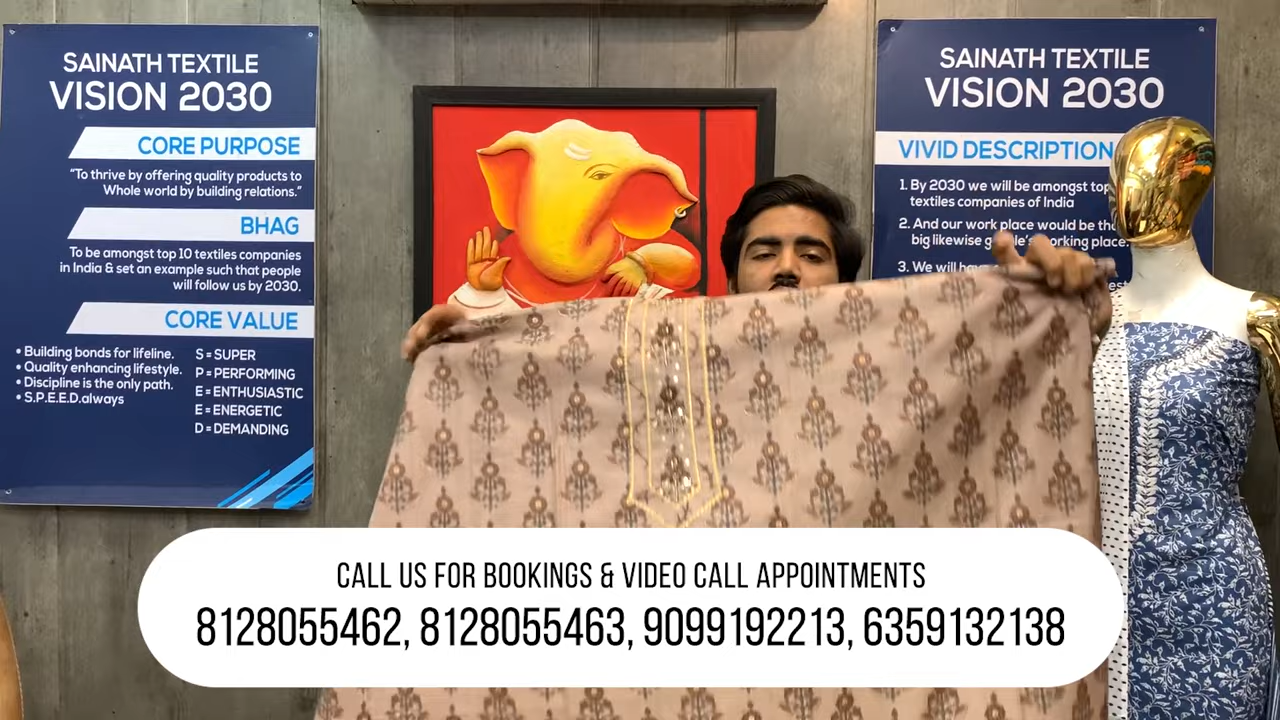 SAINATH TEXTILE
VISION 2030
CORE PURPOSE
“To thrive by offering quality products to
Whole world by building relations.”
BHAG
To be amongst top 10 textiles companies
in India & set an example such that people
will follow us by 2030.
CORE VALUE
• Building bonds for lifeline.
• Quality enhancing lifestyle.
• Discipline is the only path.
• S.P.E.E.D.always
S = SUPER
P = PERFORMING
E = ENTHUSIASTIC
E = ENERGETIC
D = DEMANDING
SAINATH TEXTILE
VISION 2030
VIVID DESCRIPTION
1. By 2030 we will be amongst top
textiles companies of India
2. And our work place would be the
big likewise working place.
3. We will
CALL US FOR BOOKINGS & VIDEO CALL APPOINTMENTS
8128055462, 8128055463, 9099192213, 6359132138